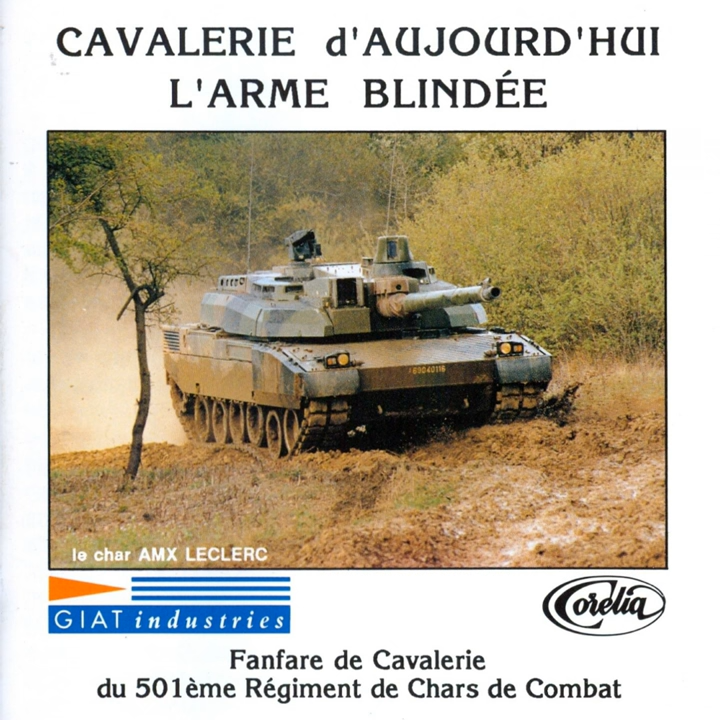 CAVALERIE d'AUJOURD'HUI
L'ARME BLINDÉE
69040116
le char AMX LECLERC
GIAT industries
Corelia
Fanfare de Cavalerie
du 501ème Régiment de Chars de Combat